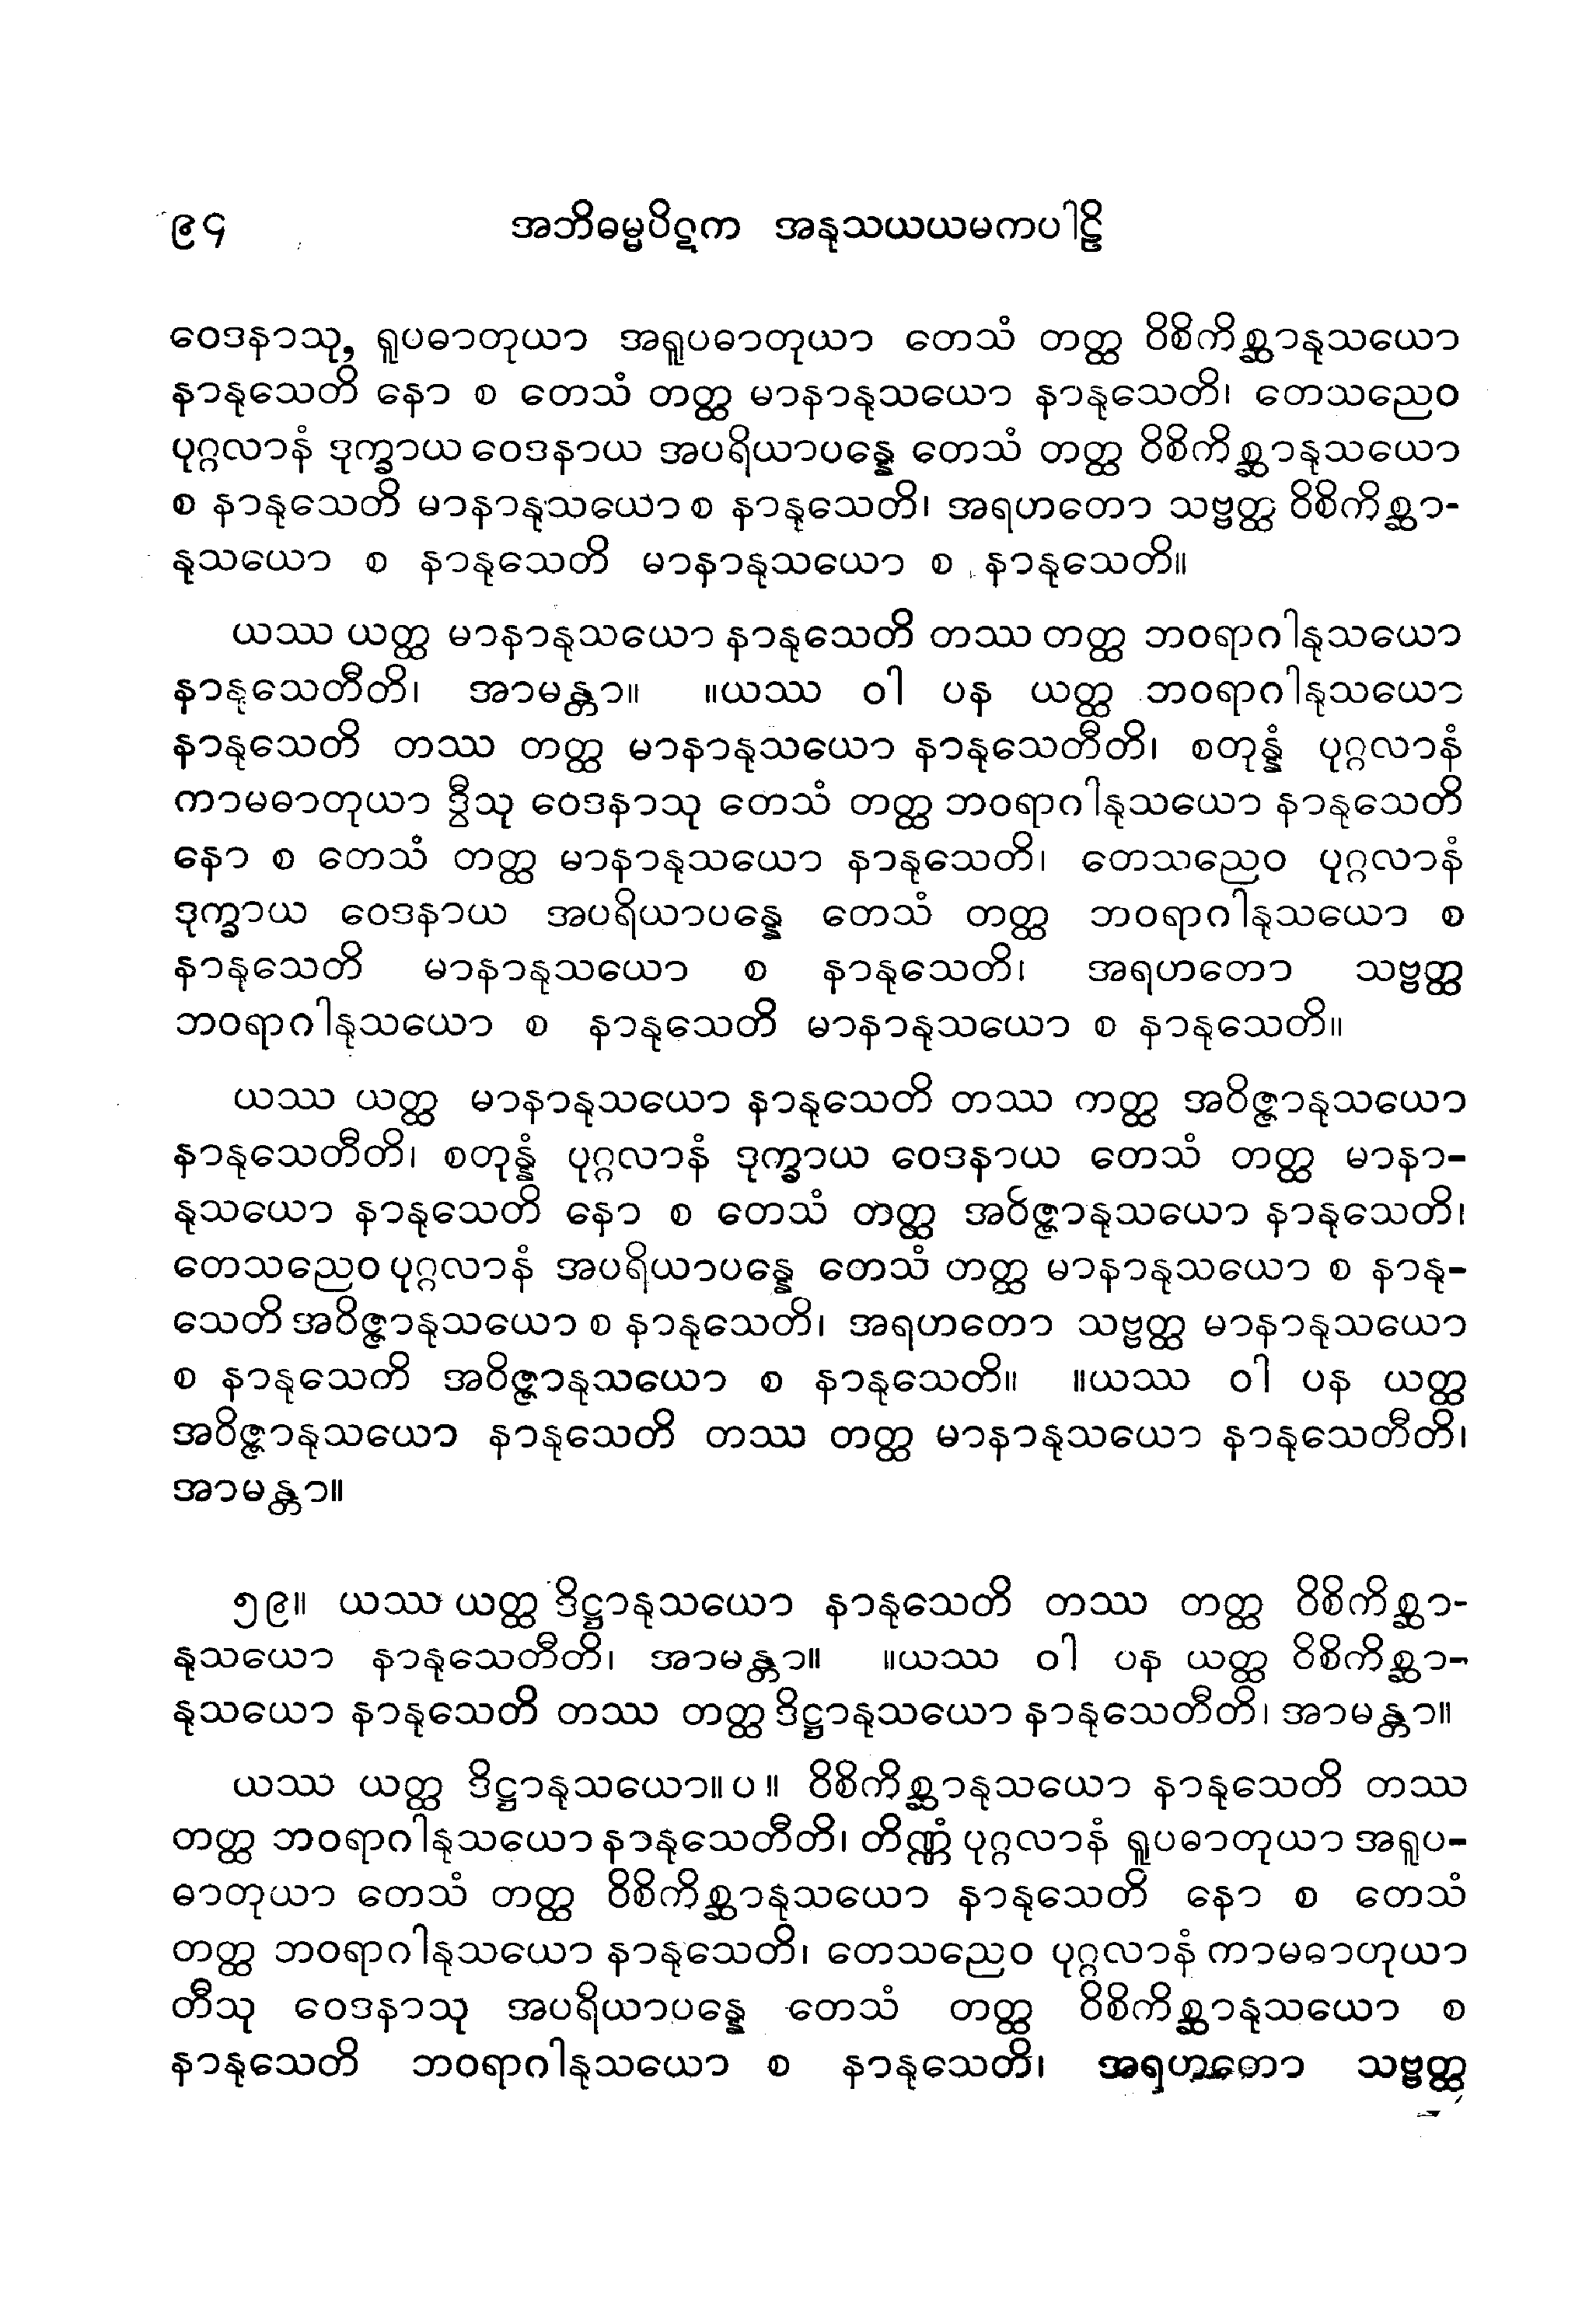 ၉၄ အဘိဓမ္မပိဋက အနုသယယမကပါဠိ
ဝေဒနာသု, ရူပဓာတုယာ အရူပဓာတုယာ တေသံ တတ္ထ ဝိစိကိစ္ဆာနုသယော
နာနုသေတိ နော စ တေသံ တတ္ထ မာနာနုသယော နာနုသေတိ၊ တေသညေဝ
ပုဂ္ဂလာနံ ဒုက္ခာယ ဝေဒနာယ အပရိယာပန္နေ တေသံ တတ္ထ ဝိစိကိစ္ဆာနုသယော
စ နာနုသေတိ မာနာနုသယော စ နာနုသေတိ၊ အရဟတော သဗ္ဗတ္ထ ဝိစိကိစ္ဆာ-
နုသယော စ နာနုသေတိ မာနာနုသယော စ နာနုသေတိ။
ယဿ ယတ္ထ မာနာနုသယော နာနုသေတိ တဿ တတ္ထ ဘဝရာဂါနုသယော
နာနုသေတီတိ၊ အာမန္တာ။ ။ယဿ ဝါ ပန ယတ္ထ ဘဝရာဂါနုသယော
နာနုသေတိ တဿ တတ္ထ မာနာနုသယော နာနုသေတီတိ၊ စတုန္နံ ပုဂ္ဂလာနံ
ကာမဓာတုယာ ဒွီသု ဝေဒနာသု တေသံ တတ္ထ ဘဝရာဂါနုသယော နာနုသေတိ
နော စ တေသံ တတ္ထ မာနာနုသယော နာနုသေတိ၊ တေသညေဝ ပုဂ္ဂလာနံ
ဒုက္ခာယ ဝေဒနာယ အပရိယာပန္နေ တေသံ တတ္ထ ဘဝရာဂါနုသယော စ
နာနုသေတိ မာနာနုသယော စ နာနုသေတိ၊ အရဟတော သဗ္ဗတ္ထ
ဘဝရာဂါနုသယော စ နာနုသေတိ မာနာနုသယော စ နာနုသေတိ။
ယဿ ယတ္ထ မာနာနုသယော နာနုသေတိ တဿ ကတ္ထ အဝိဇ္ဇာနုသယော
နာနုသေတီတိ၊ စတုန္နံ ပုဂ္ဂလာနံ ဒုက္ခာယ ဝေဒနာယ တေသံ တတ္ထ မာနာ-
နုသယော နာနုသေတိ နော စ တေသံ တတ္ထ အဝိဇ္ဇာနုသယော နာနုသေတိ၊
တေသညေဝ ပုဂ္ဂလာနံ အပရိယာပန္နေ တေသံ တတ္ထ မာနာနုသယော စ နာနု-
သေတိ အဝိဇ္ဇာနုသယော စ နာနုသေတိ၊ အရဟတော သဗ္ဗတ္ထ မာနာနုသယော
စ နာနုသေတိ အဝိဇ္ဇာနုသယော စ နာနုသေတိ။ ။ယဿ ဝါ ပန ယတ္ထ
အဝိဇ္ဇာနုသယော နာနုသေတိ တဿ တတ္ထ မာနာနုသယော နာနုသေတီတိ၊
အာမန္တာ။
၅၉။ ယဿ ယတ္ထ ဒိဋ္ဌာနုသယော နာနုသေတိ တဿ တတ္ထ ဝိစိကိစ္ဆာ-
နုသယော နာနုသေတီတိ၊ အာမန္တာ။ ။ယဿ ဝါ ပန ယတ္ထ ဝိစိကိစ္ဆာ-
နုသယော နာနုသေတိ တဿ တတ္ထ ဒိဋ္ဌာနုသယော နာနုသေတီတိ၊ အာမန္တာ။
ယဿ ယတ္ထ ဒိဋ္ဌာနုသယော။ပ။ ဝိစိကိစ္ဆာနုသယော နာနုသေတိ တဿ
တတ္ထ ဘဝရာဂါနုသယော နာနုသေတီတိ၊ တိဏ္ဏံ ပုဂ္ဂလာနံ ရူပဓာတုယာ အရူပ-
ဓာတုယာ တေသံ တတ္ထ ဝိစိကိစ္ဆာနုသယော နာနုသေတိ နော စ တေသံ
တတ္ထ ဘဝရာဂါနုသယော နာနုသေတိ၊ တေသညေဝ ပုဂ္ဂလာနံ ကာမဓာတုယာ
တီသု ဝေဒနာသု အပရိယာပန္နေ တေသံ တတ္ထ ဝိစိကိစ္ဆာနုသယော စ
နာနုသေတိ ဘဝရာဂါနုသယော စ နာနုသေတိ၊ အရဟတော သဗ္ဗတ္ထ